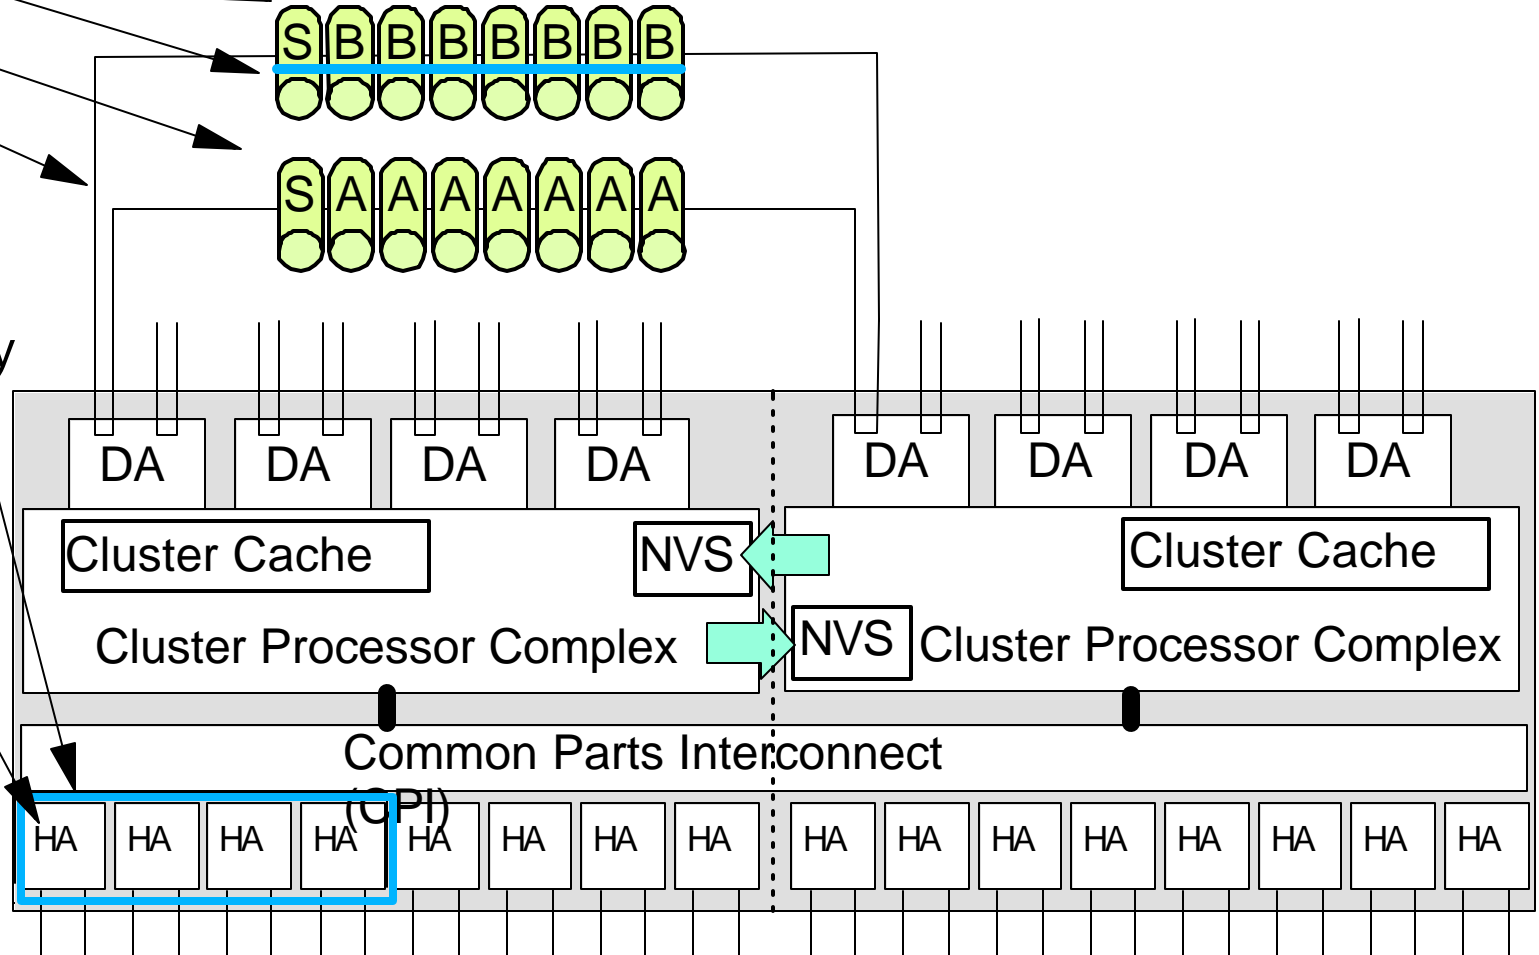 S B B B B B B B
S A A A A A A A
y
DA DA DA DA DA DA DA DA
Cluster Cache NVS Cluster Cache
Cluster Processor Complex NVS Cluster Processor Complex
Common Parts Interconnect
(CPI)
HA HA HA HA HA HA HA HA HA HA HA HA HA HA HA HA